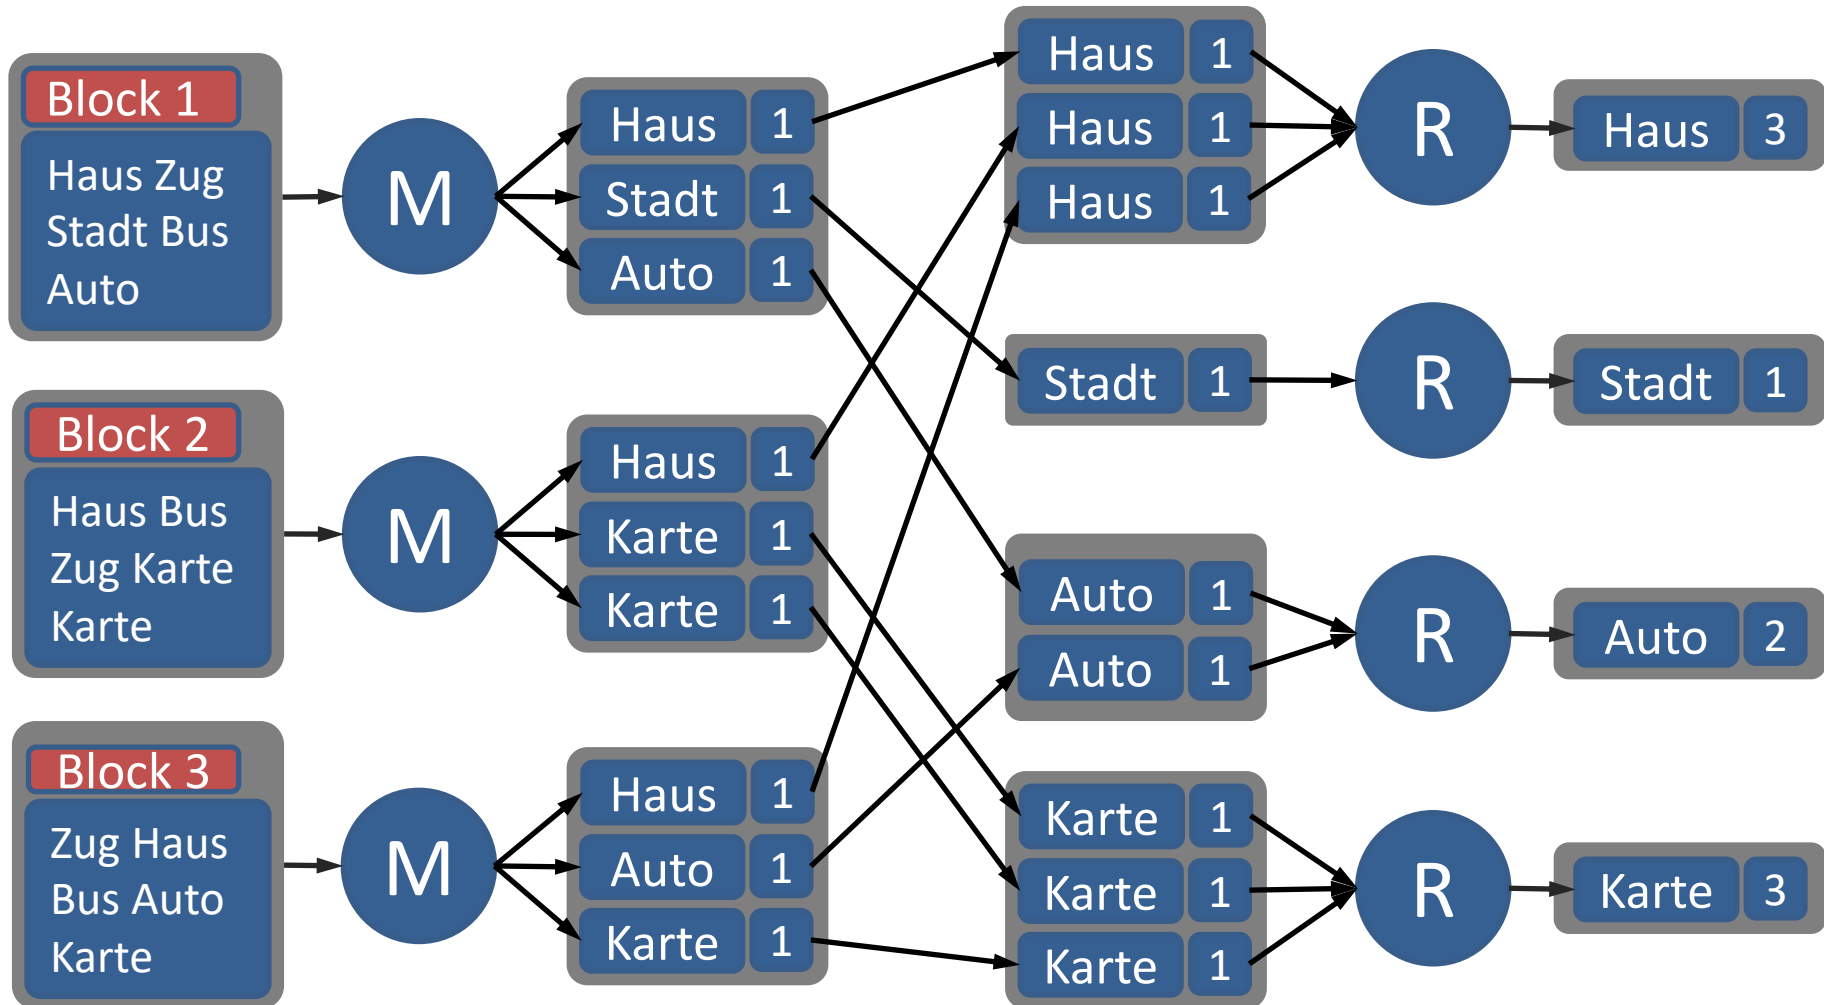 Block 1
Haus Zug
Stadt Bus
Auto
M
Haus 1
Stadt 1
Auto 1
Block 2
Haus Bus
Zug Karte
Karte
M
Haus 1
Karte 1
Karte 1
Block 3
Zug Haus
Bus Auto
Karte
M
Haus 1
Auto 1
Karte 1
Haus 1
Haus 1
Haus 1
R
Haus 3
Stadt 1
R
Stadt 1
Auto 1
Auto 1
R
Auto 2
Karte 1
Karte 1
Karte 1
R
Karte 3